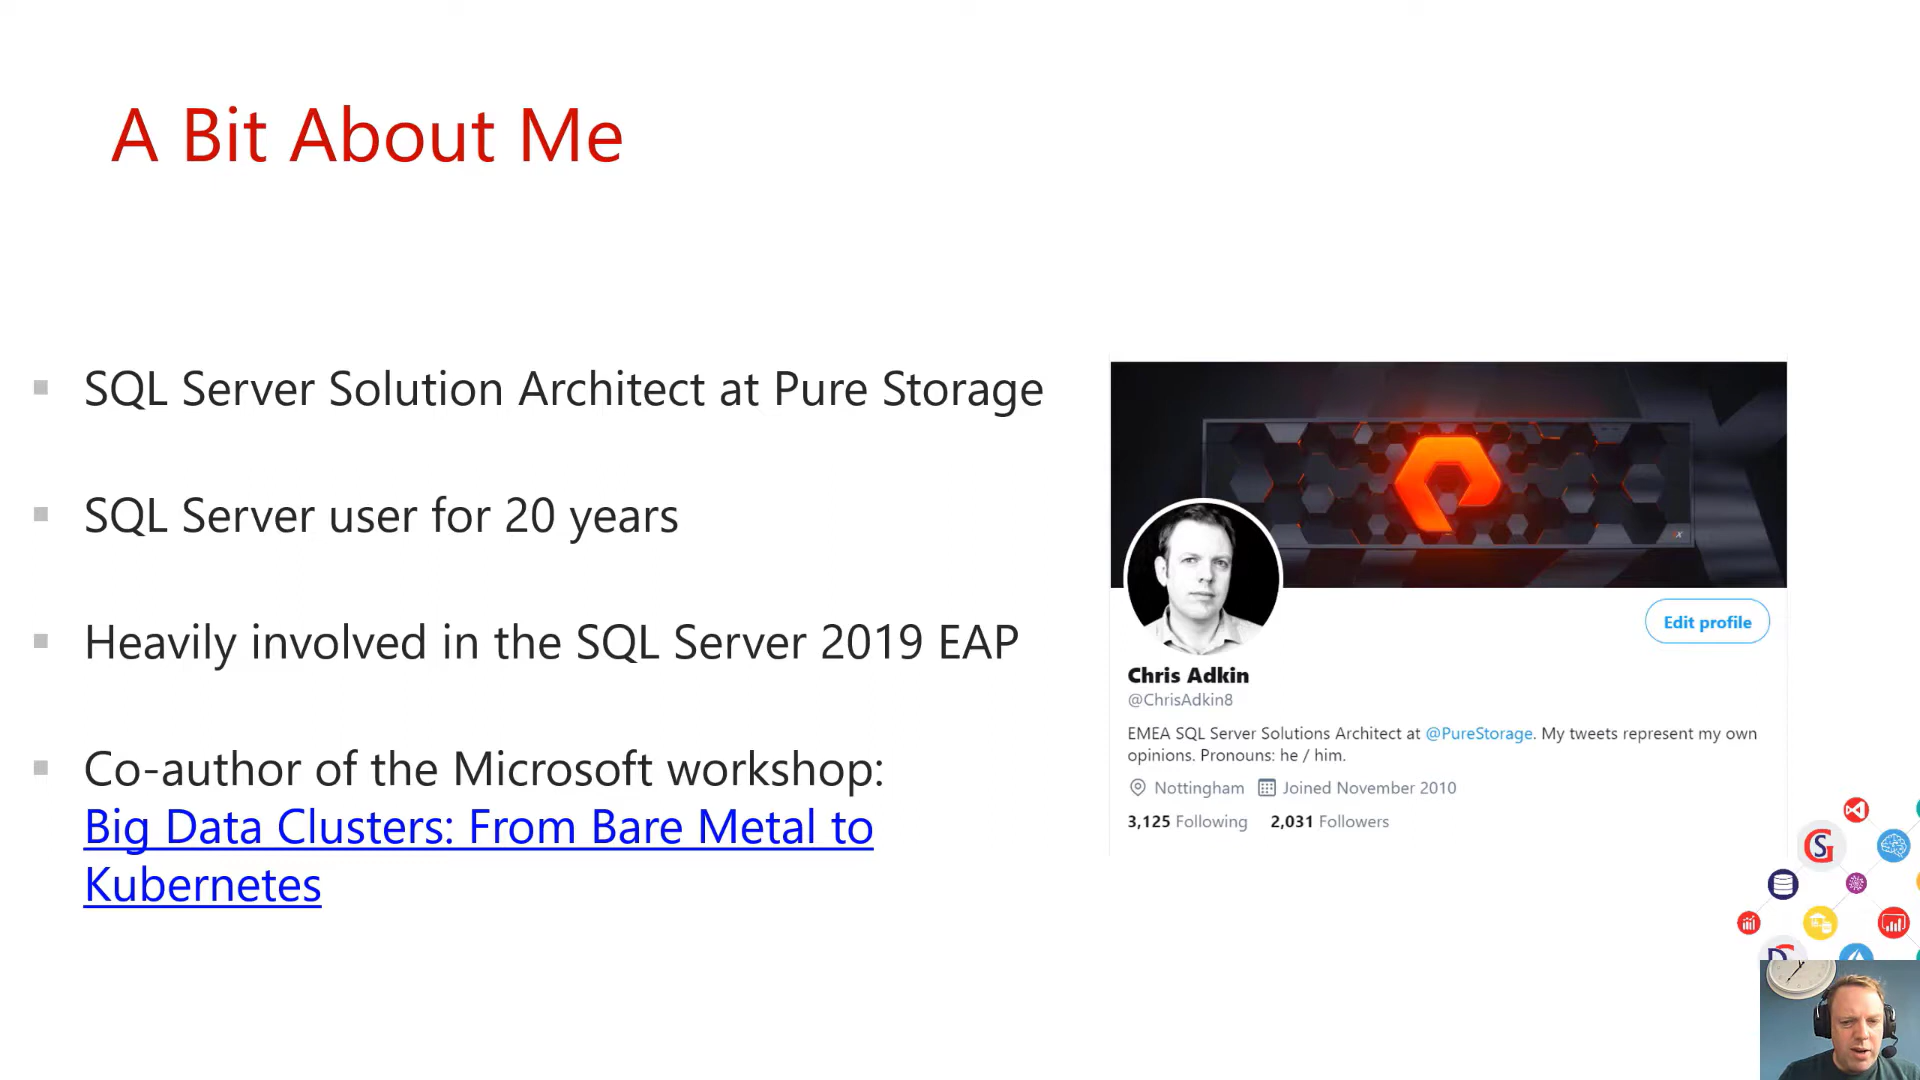 A Bit About Me
SQL Server Solution Architect at Pure Storage
SQL Server user for 20 years
Heavily involved in the SQL Server 2019 EAP
Co-author of the Microsoft workshop:
Big Data Clusters: From Bare Metal to
Kubernetes
Edit profile
Chris Adkin
@ChrisAdkin8
EMEA SQL Server Solutions Architect at @PureStorage. My tweets represent my own
opinions. Pronouns: he / him.
Nottingham Joined November 2010
3,125 Following 2,031 Followers